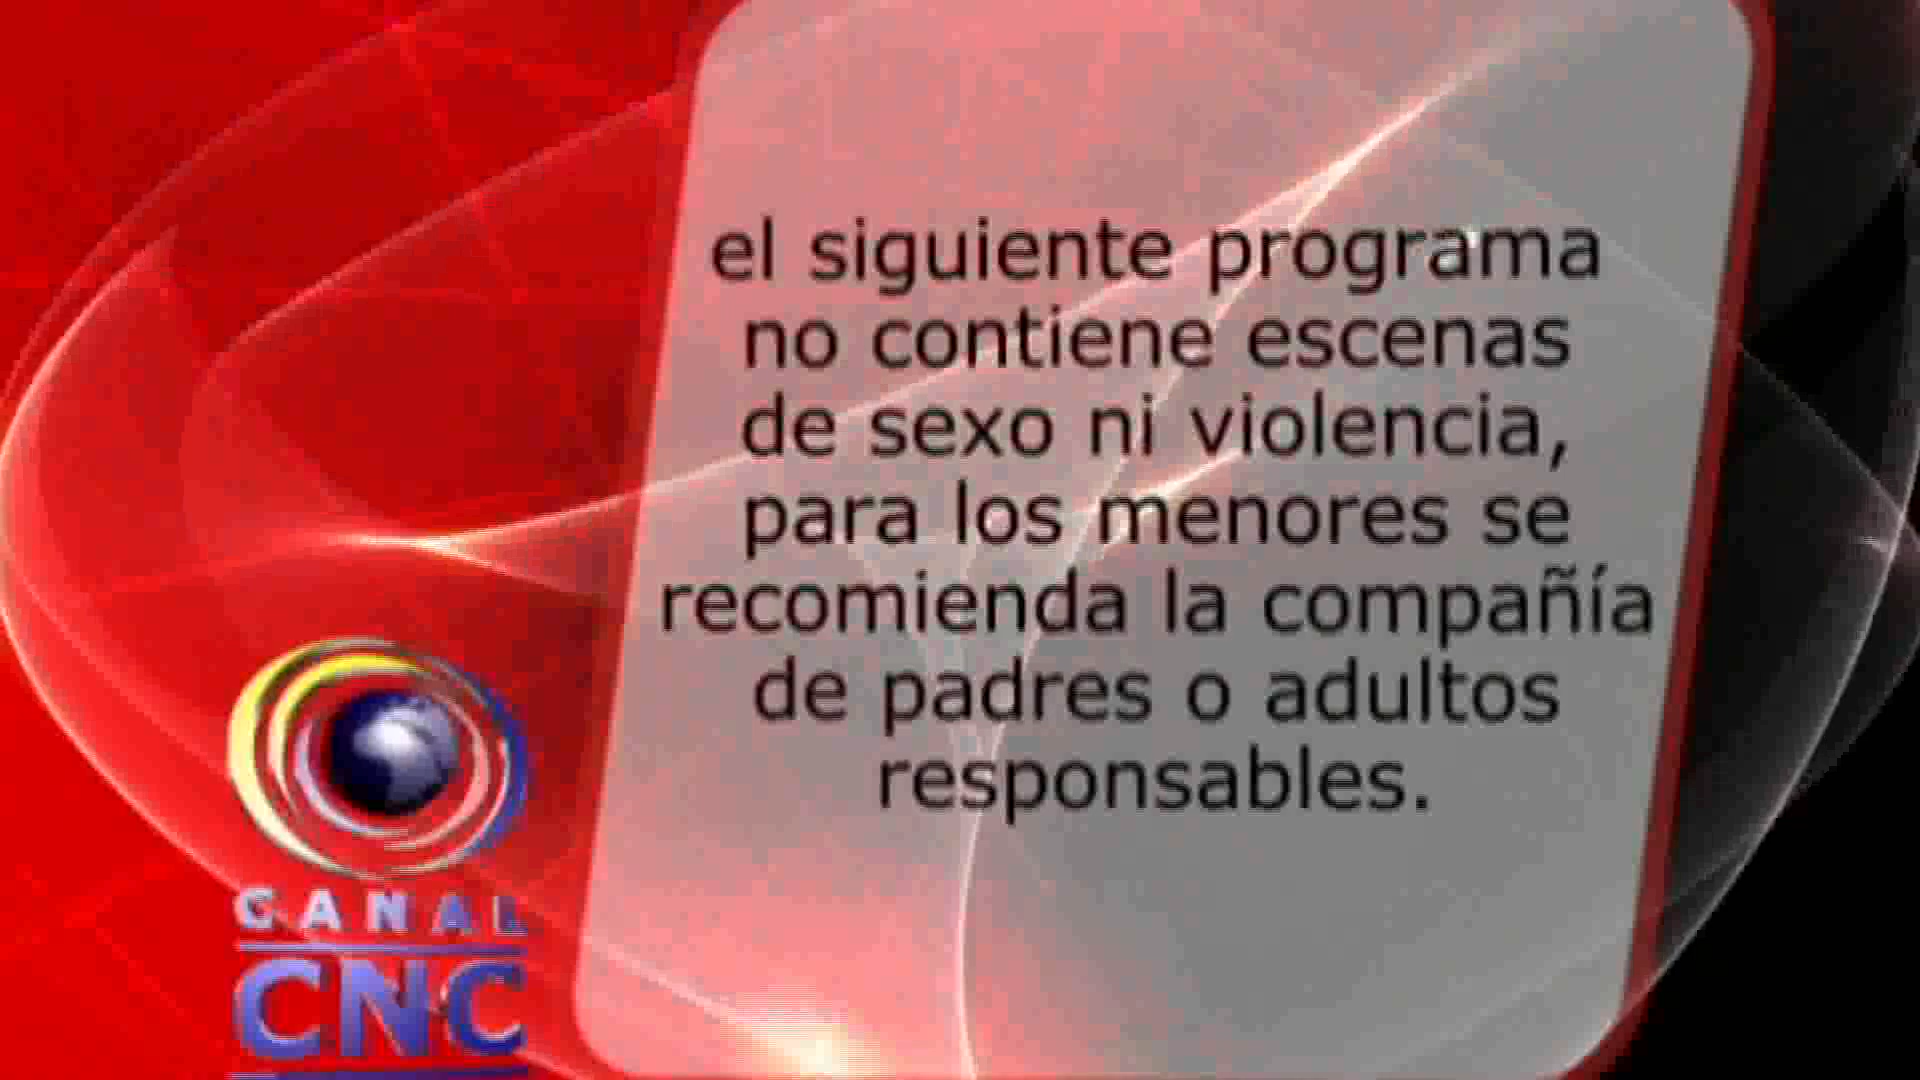 el siguiente programa
no contiene escenas
de sexo ni violencia,
para los menores se
recomienda la compañía
de padres o adultos
responsables.
CANAL
CNC